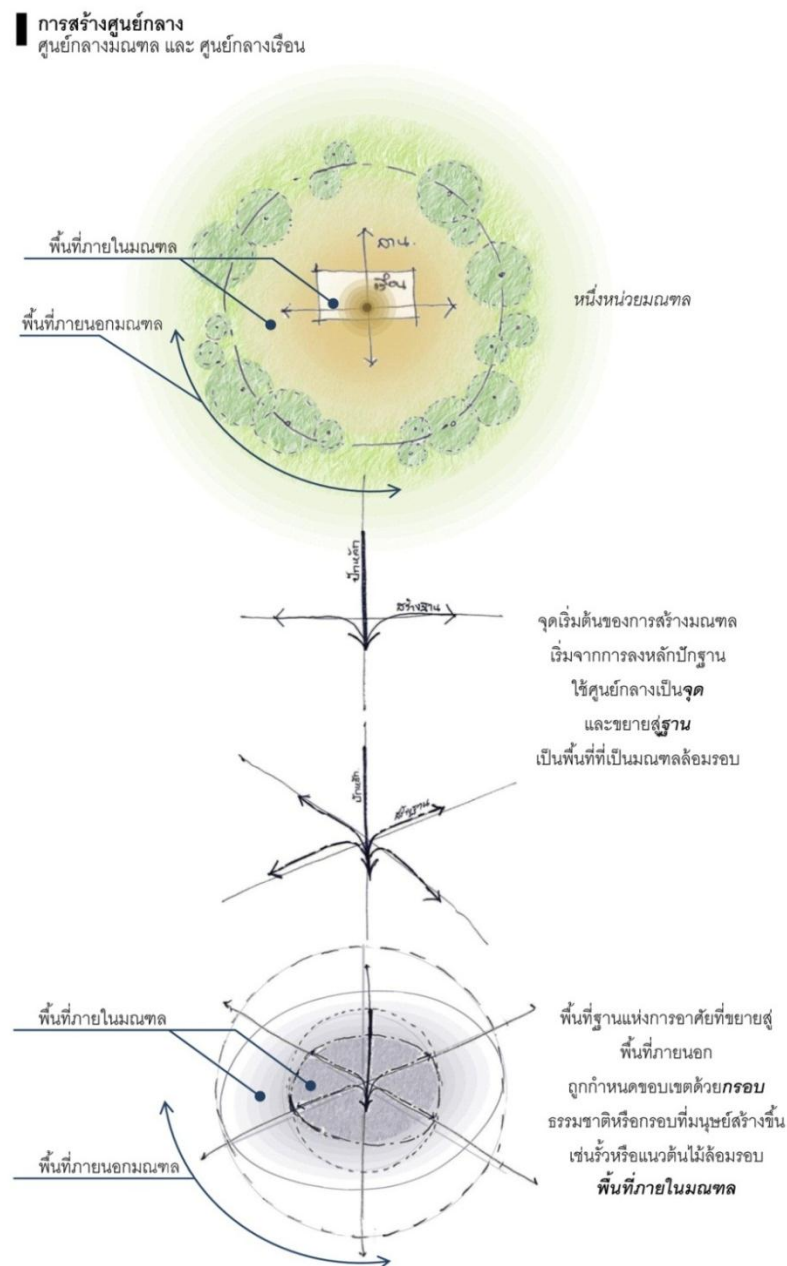 การสร้างศูนย์กลาง
ศูนย์กลางมณฑล และ ศูนย์กลางเรือน
พื้นที่ภายในมณฑล
ลาน.
หนึ่งหน่วยมณฑล
พื้นที่ภายนอกมณฑล
ปักหลัก
สร้างฐาน
จุดเริ่มต้นของการสร้างมณฑล
เริ่มจากการลงหลักปักฐาน
ใช้ศูนย์กลางเป็นจุด
และขยายสู่ฐาน
เป็นพื้นที่ที่เป็นมณฑลล้อมรอบ
ปักหลัก
สร้างฐาน
พื้นที่ภายในมณฑล
พื้นที่ภายนอกมณฑล
พื้นที่ฐานแห่งการอาศัยที่ขยายสู่
พื้นที่ภายนอก
ถูกกำหนดขอบเขตด้วยกรอบ
ธรรมชาติหรือกรอบที่มนุษย์สร้างขึ้น
เช่นรั้วหรือแนวต้นไม้ล้อมรอบ
พื้นที่ภายในมณฑล